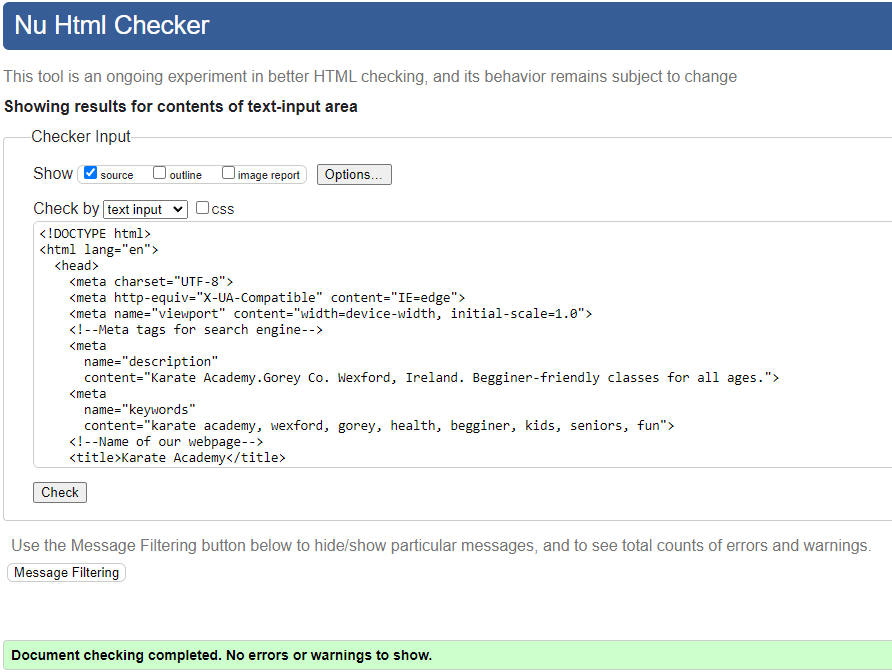 Nu Html Checker
This tool is an ongoing experiment in better HTML checking, and its behavior remains subject to change
Showing results for contents of text-input area
Checker Input
Show source outline image report Options...
Check by text input css
<!DOCTYPE html>
<html lang="en">
<head>
<meta charset="UTF-8">
<meta http-equiv="X-UA-Compatible" content="IE=edge">
<meta name="viewport" content="width=device-width, initial-scale=1.0">
<!--Meta tags for search engine-->
<meta
name="description"
content="Karate Academy.Gorey Co. Wexford, Ireland. Begginer-friendly classes for all ages.">
<meta
name="keywords"
content="karate academy, wexford, gorey, health, begginer, kids, seniors, fun">
<!--Name of our webpage-->
<title>Karate Academy</title>
Check
Use the Message Filtering button below to hide/show particular messages, and to see total counts of errors and warnings.
Message Filtering
Document checking completed. No errors or warnings to show.